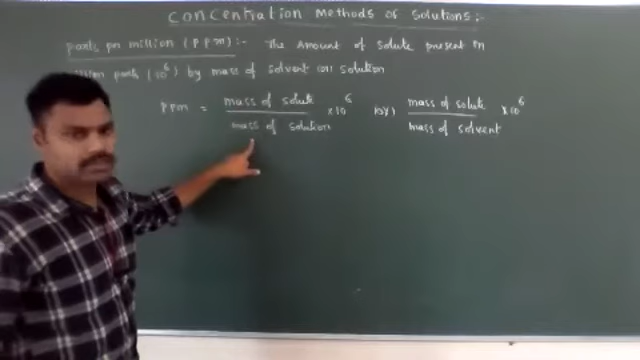 Concentration Methods of Solutions:-
parts per million (PPm):- The Amount of solute present in
parts (10⁶) by mass of solvent (or) solution
PPm = mass of solute / mass of solution × 10⁶ (or) mass of solute / mass of solvent × 10⁶